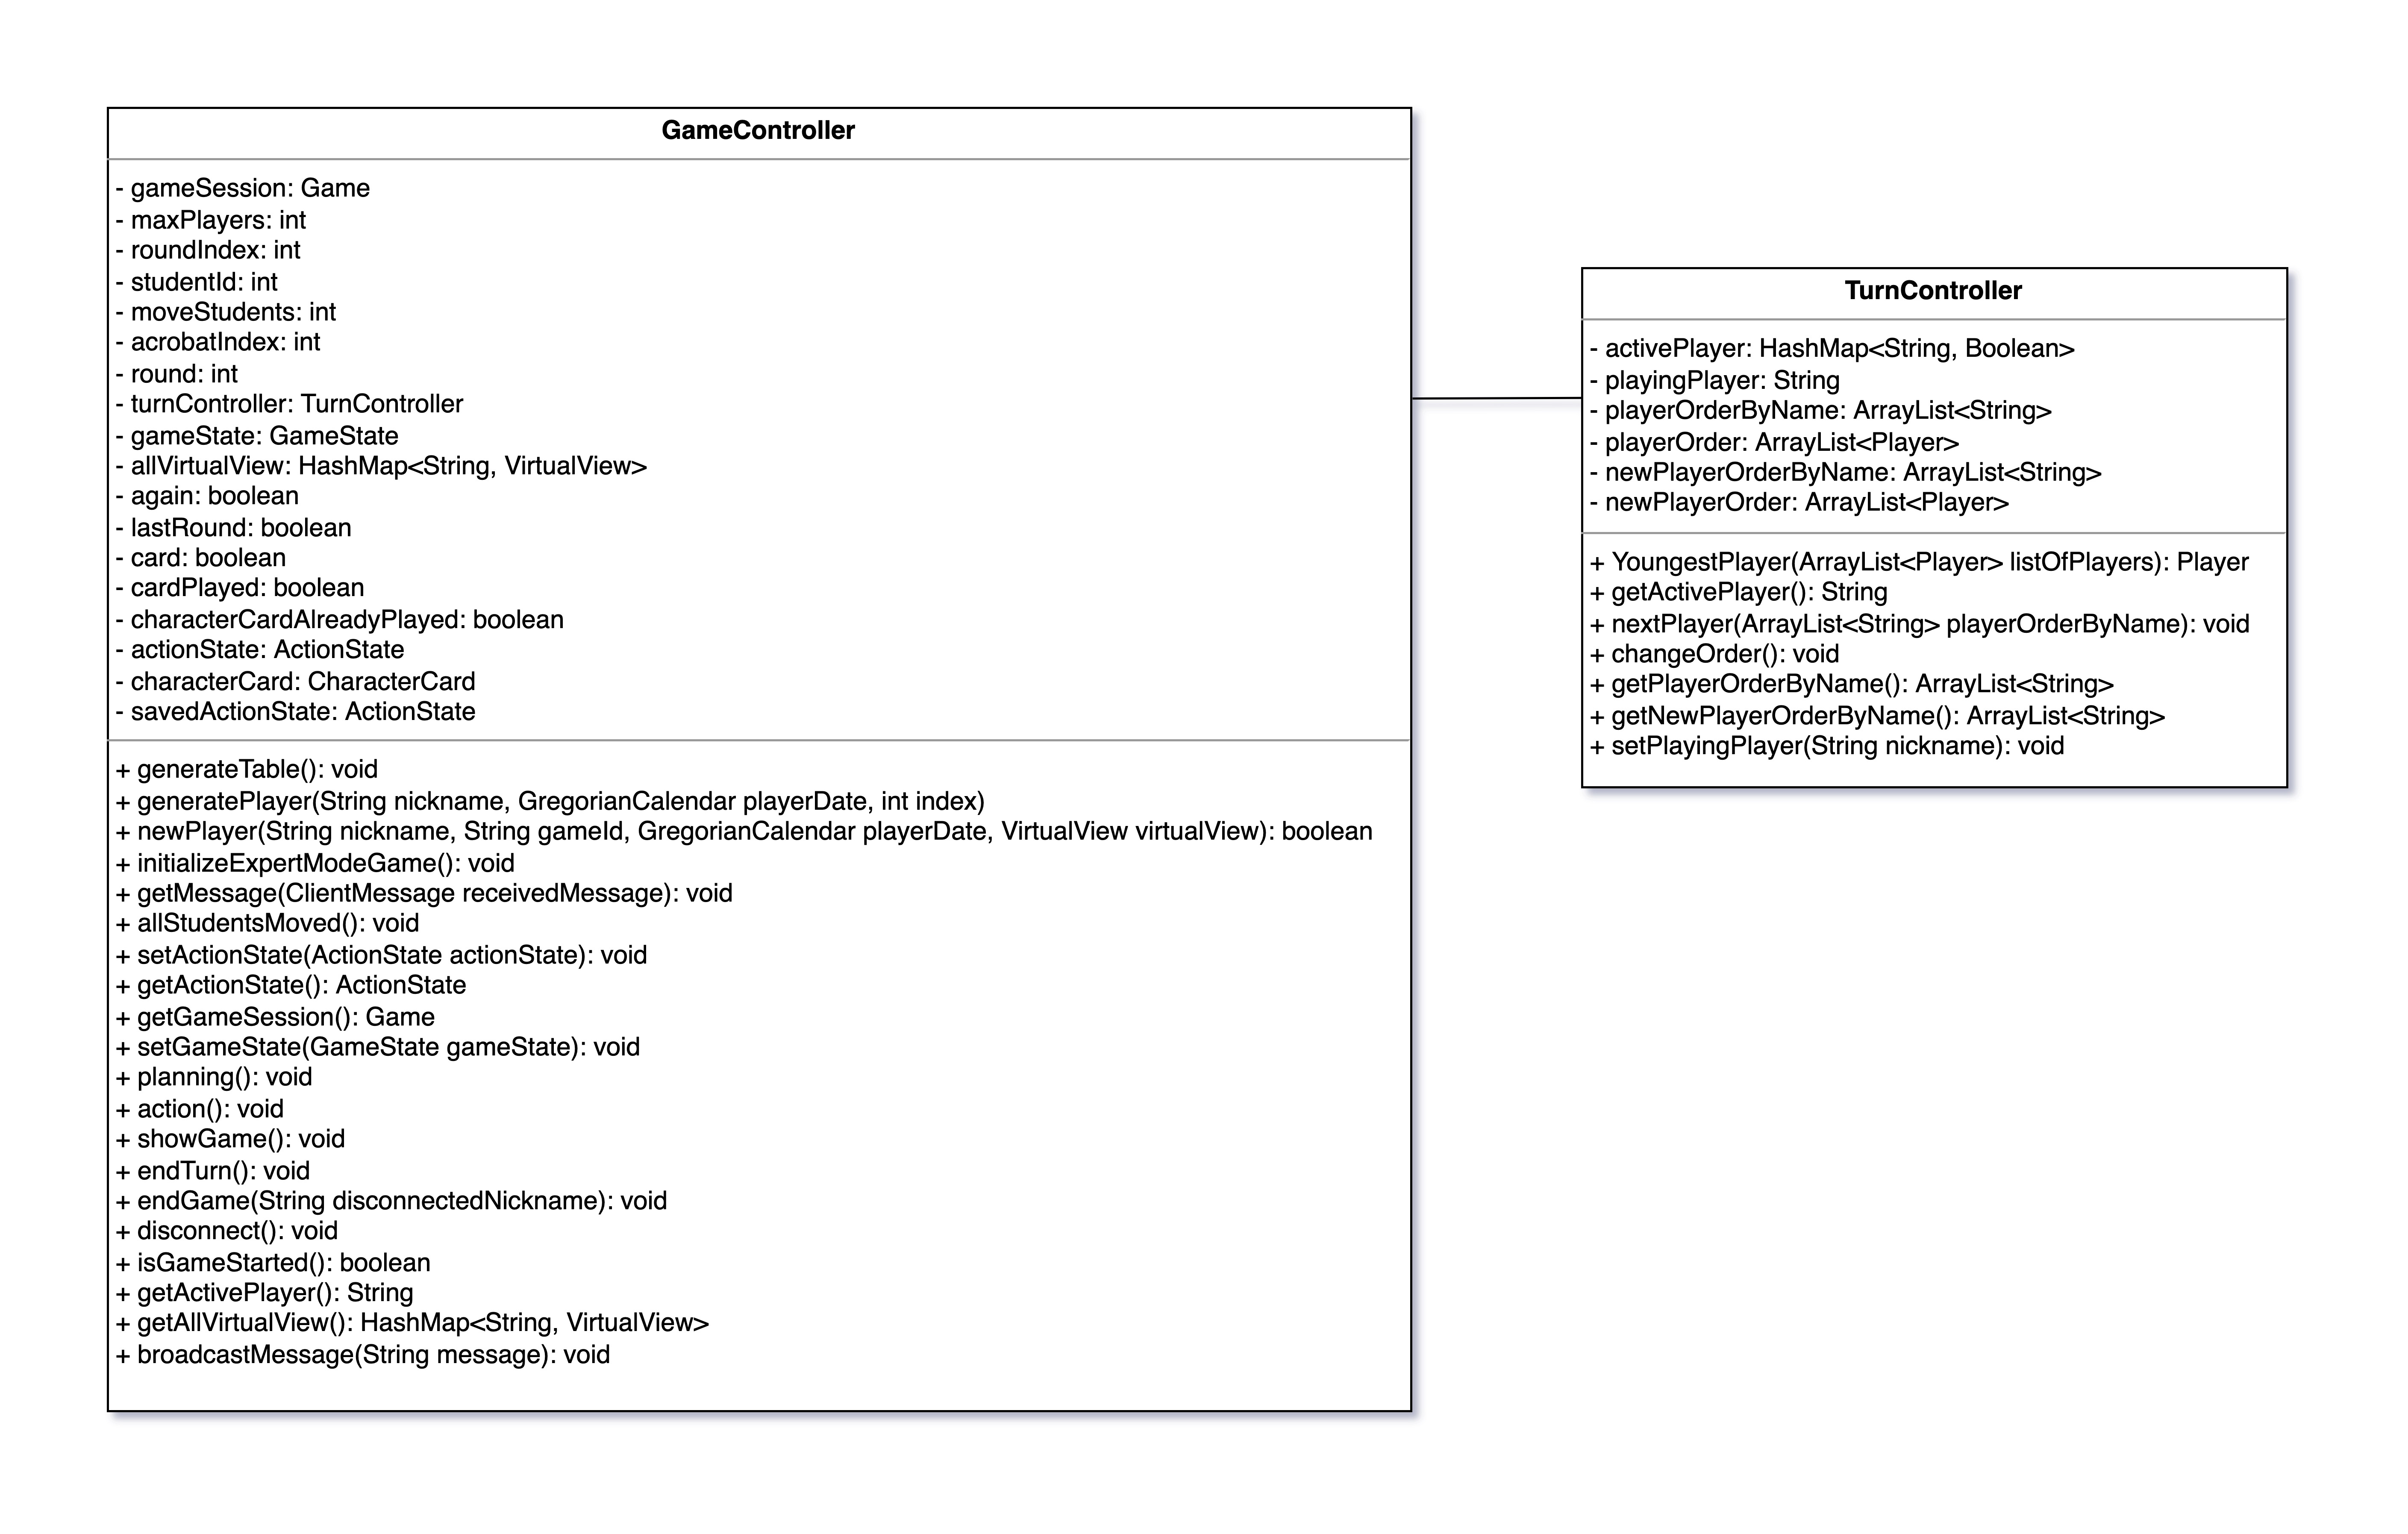 GameController
- gameSession: Game
- maxPlayers: int
- roundIndex: int
- studentId: int
- moveStudents: int
- acrobatIndex: int
- round: int
- turnController: TurnController
- gameState: GameState
- allVirtualView: HashMap<String, VirtualView>
- again: boolean
- lastRound: boolean
- card: boolean
- cardPlayed: boolean
- characterCardAlreadyPlayed: boolean
- actionState: ActionState
- characterCard: CharacterCard
- savedActionState: ActionState
+ generateTable(): void
+ generatePlayer(String nickname, GregorianCalendar playerDate, int index)
+ newPlayer(String nickname, String gameId, GregorianCalendar playerDate, VirtualView virtualView): boolean
+ initializeExpertModeGame(): void
+ getMessage(ClientMessage receivedMessage): void
+ allStudentsMoved(): void
+ setActionState(ActionState actionState): void
+ getActionState(): ActionState
+ getGameSession(): Game
+ setGameState(GameState gameState): void
+ planning(): void
+ action(): void
+ showGame(): void
+ endTurn(): void
+ endGame(String disconnectedNickname): void
+ disconnect(): void
+ isGameStarted(): boolean
+ getActivePlayer(): String
+ getAllVirtualView(): HashMap<String, VirtualView>
+ broadcastMessage(String message): void
TurnController
- activePlayer: HashMap<String, Boolean>
- playingPlayer: String
- playerOrderByName: ArrayList<String>
- playerOrder: ArrayList<Player>
- newPlayerOrderByName: ArrayList<String>
- newPlayerOrder: ArrayList<Player>
+ YoungestPlayer(ArrayList<Player> listOfPlayers): Player
+ getActivePlayer(): String
+ nextPlayer(ArrayList<String> playerOrderByName): void
+ changeOrder(): void
+ getPlayerOrderByName(): ArrayList<String>
+ getNewPlayerOrderByName(): ArrayList<String>
+ setPlayingPlayer(String nickname): void